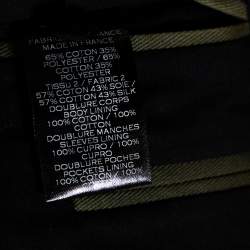 MADE IN FRANCE
65% COTON 35%
POLYESTER / 65%
COTTON 35%
POLYESTER
TISSU 2 / FABRIC 2
57% COTON 43% SOIE /
57% COTTON 43% SILK
DOUBLURE CORPS
BODY LINING
100% COTON / 100%
COTTON
DOUBLURE MANCHES
SLEEVES LINING
100% CUPRO / 100%
CUPRO
DOUBLURE POCHES
POCKETS LINING
100% COTON / 100%